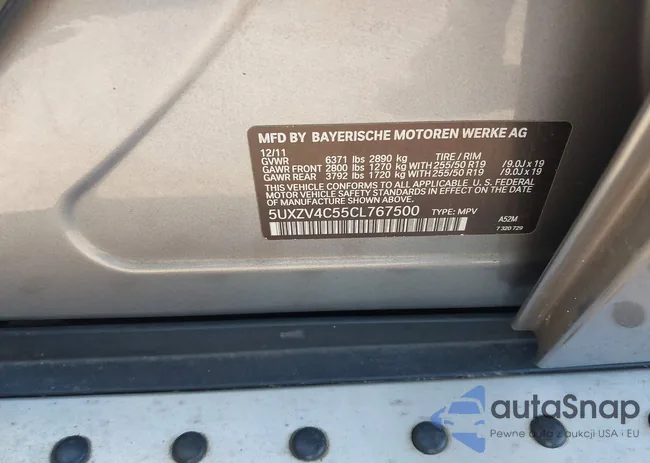 MFD BY BAYERISCHE MOTOREN WERKE AG
12/11
GVWR 6371 lbs 2890 kg TIRE / RIM
GAWR FRONT 2800 lbs 1270 kg WITH 255/50 R19 /9.0J x 19
GAWR REAR 3792 lbs 1720 kg WITH 255/50 R19 /9.0J x 19
THIS VEHICLE CONFORMS TO ALL APPLICABLE U. S. FEDERAL
MOTOR VEHICLE SAFETY STANDARDS IN EFFECT ON THE DATE
OF MANUFACTURE SHOWN ABOVE.
5UXZV4C55CL767500 TYPE: MPV A52M
7 320 729
autoSnap
Pewne auta z aukcji USA i EU